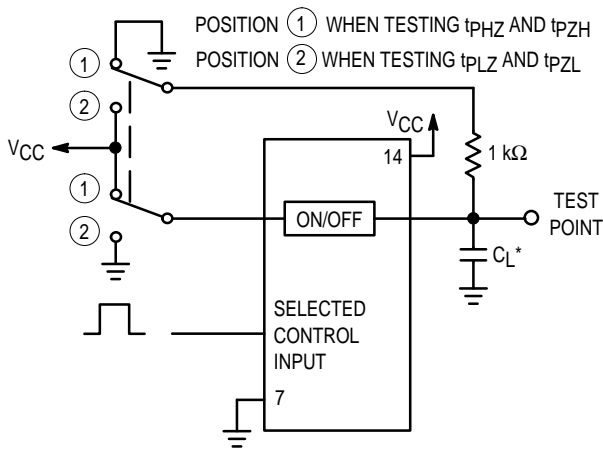 POSITION 1 WHEN TESTING tPHZ AND tPZH
POSITION 2 WHEN TESTING tPLZ AND tPZL
1
2
VCC
1
2
VCC
14
1 kΩ
ON/OFF
TEST
POINT
CL*
SELECTED
CONTROL
INPUT
7